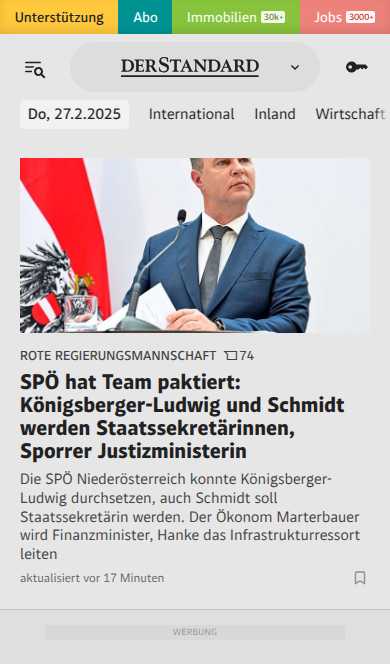 Unterstützung Abo Immobilien 30k+ Jobs 3000+
DERSTANDARD
Do, 27.2.2025 International Inland Wirtschaft
ROTE REGIERUNGSMANNSCHAFT 74
SPÖ hat Team paktiert:
Königsberger-Ludwig und Schmidt
werden Staatssekretärinnen,
Sporrer Justizministerin
Die SPÖ Niederösterreich konnte Königsberger-
Ludwig durchsetzen, auch Schmidt soll
Staatssekretärin werden. Der Ökonom Marterbauer
wird Finanzminister, Hanke das Infrastrukturressort
leiten
aktualisiert vor 17 Minuten
WERBUNG